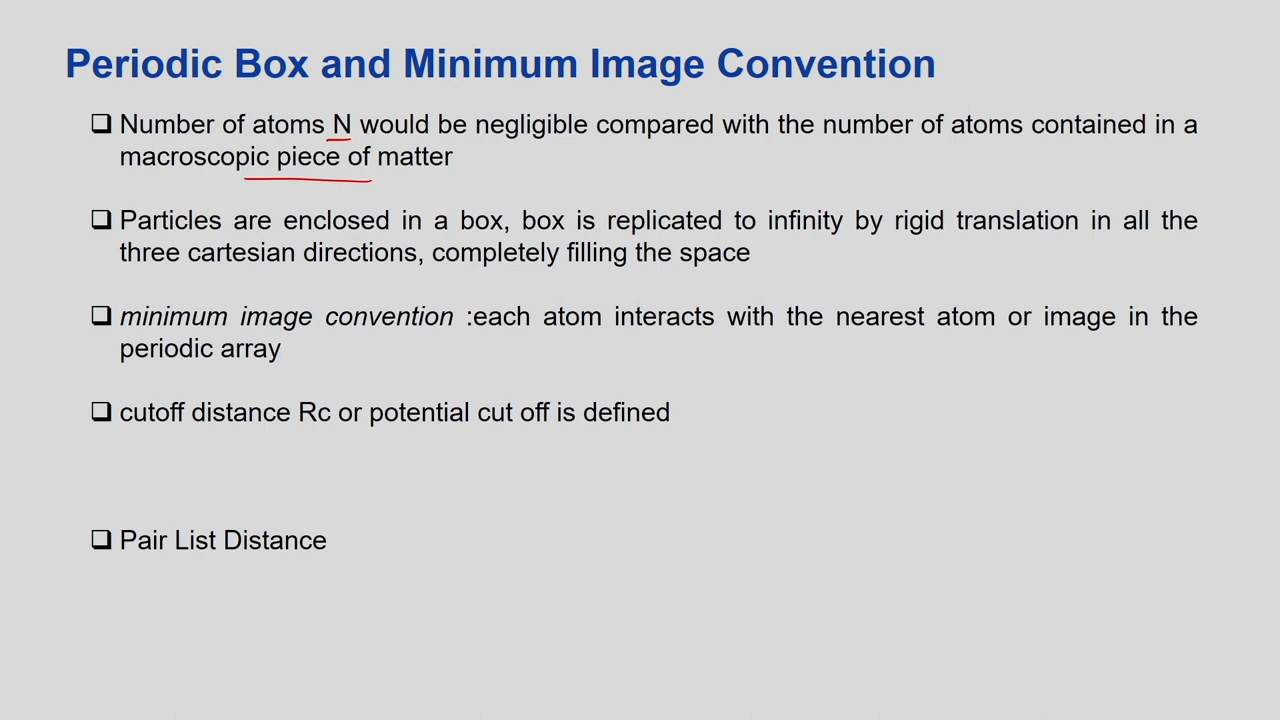 Periodic Box and Minimum Image Convention
❑ Number of atoms N would be negligible compared with the number of atoms contained in a
macroscopic piece of matter
❑ Particles are enclosed in a box, box is replicated to infinity by rigid translation in all the
three cartesian directions, completely filling the space
❑ minimum image convention :each atom interacts with the nearest atom or image in the
periodic array
❑ cutoff distance Rc or potential cut off is defined
❑ Pair List Distance